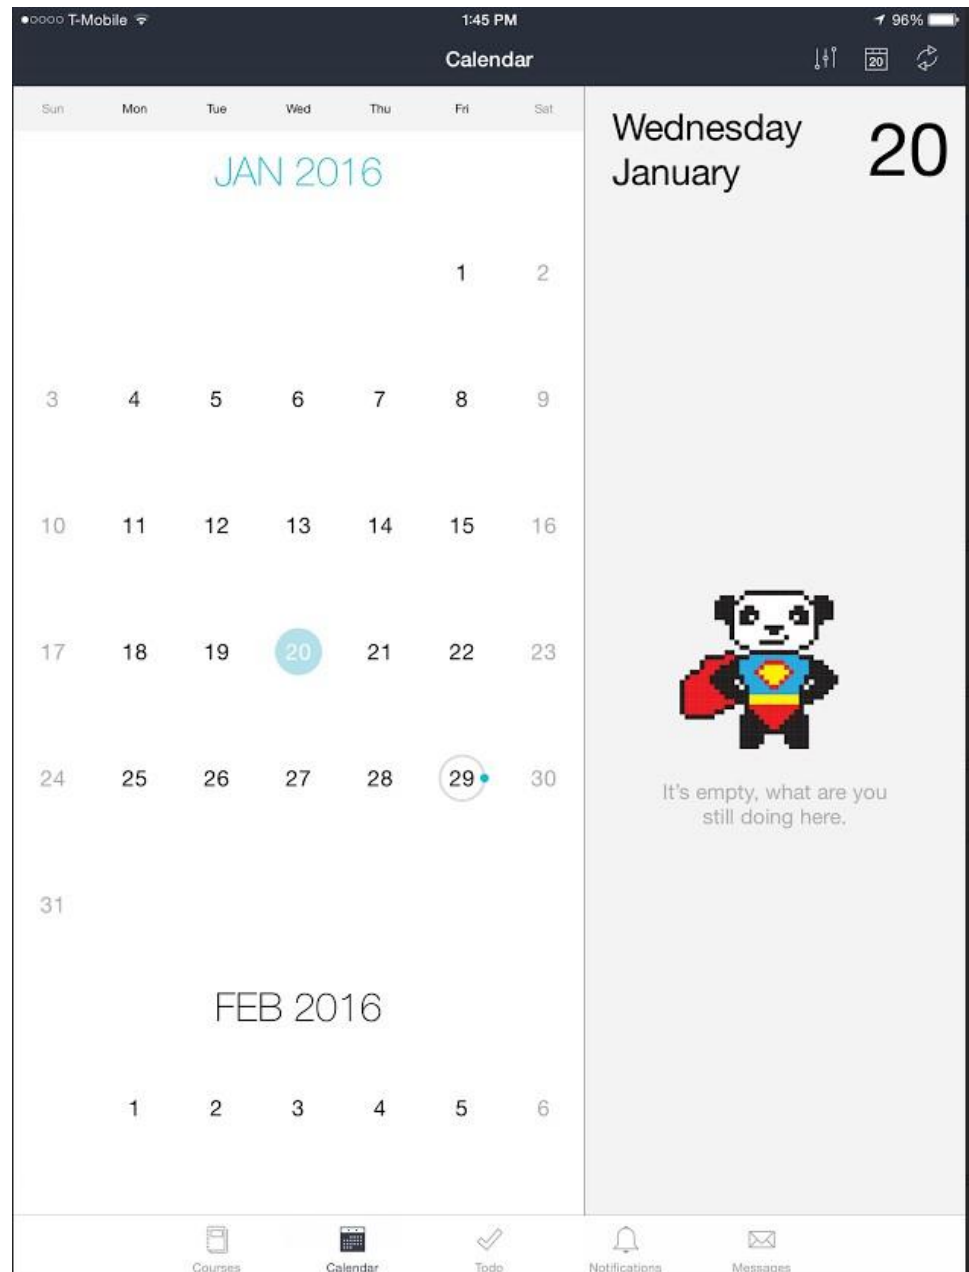 T-Mobile 1:45 PM 96%
Calendar 20
Sun Mon Tue Wed Thu Fri Sat
JAN 2016
1 2
3 4 5 6 7 8 9
10 11 12 13 14 15 16
17 18 19 20 21 22 23
24 25 26 27 28 29 30
31
FEB 2016
1 2 3 4 5 6
Wednesday
January
20
It's empty, what are you
still doing here.
Courses Calendar Todo Notifications Messages